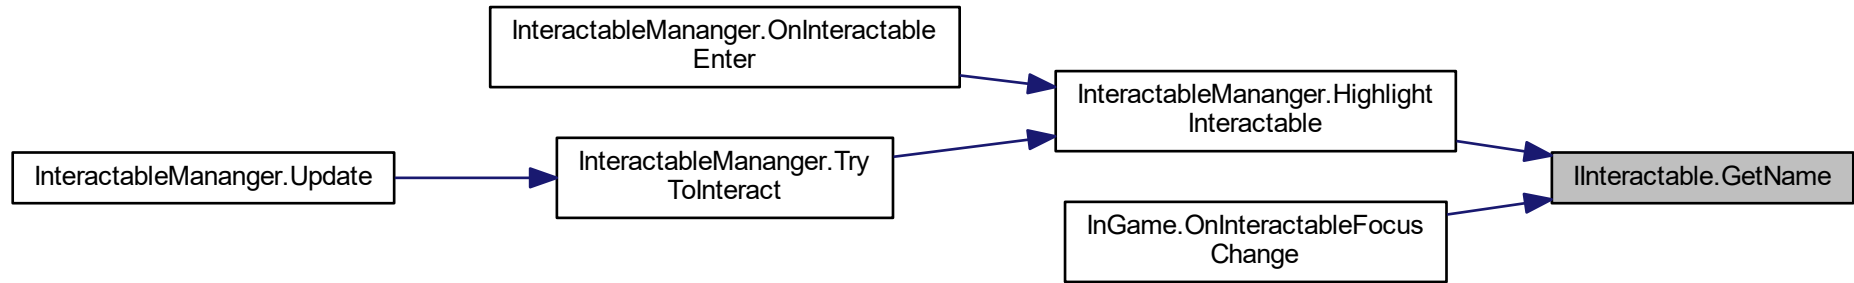 InteractableMananger.OnInteractable
Enter
InteractableMananger.Highlight
Interactable
InteractableMananger.Try
ToInteract
InteractableMananger.Update
IInteractable.GetName
InGame.OnInteractableFocus
Change